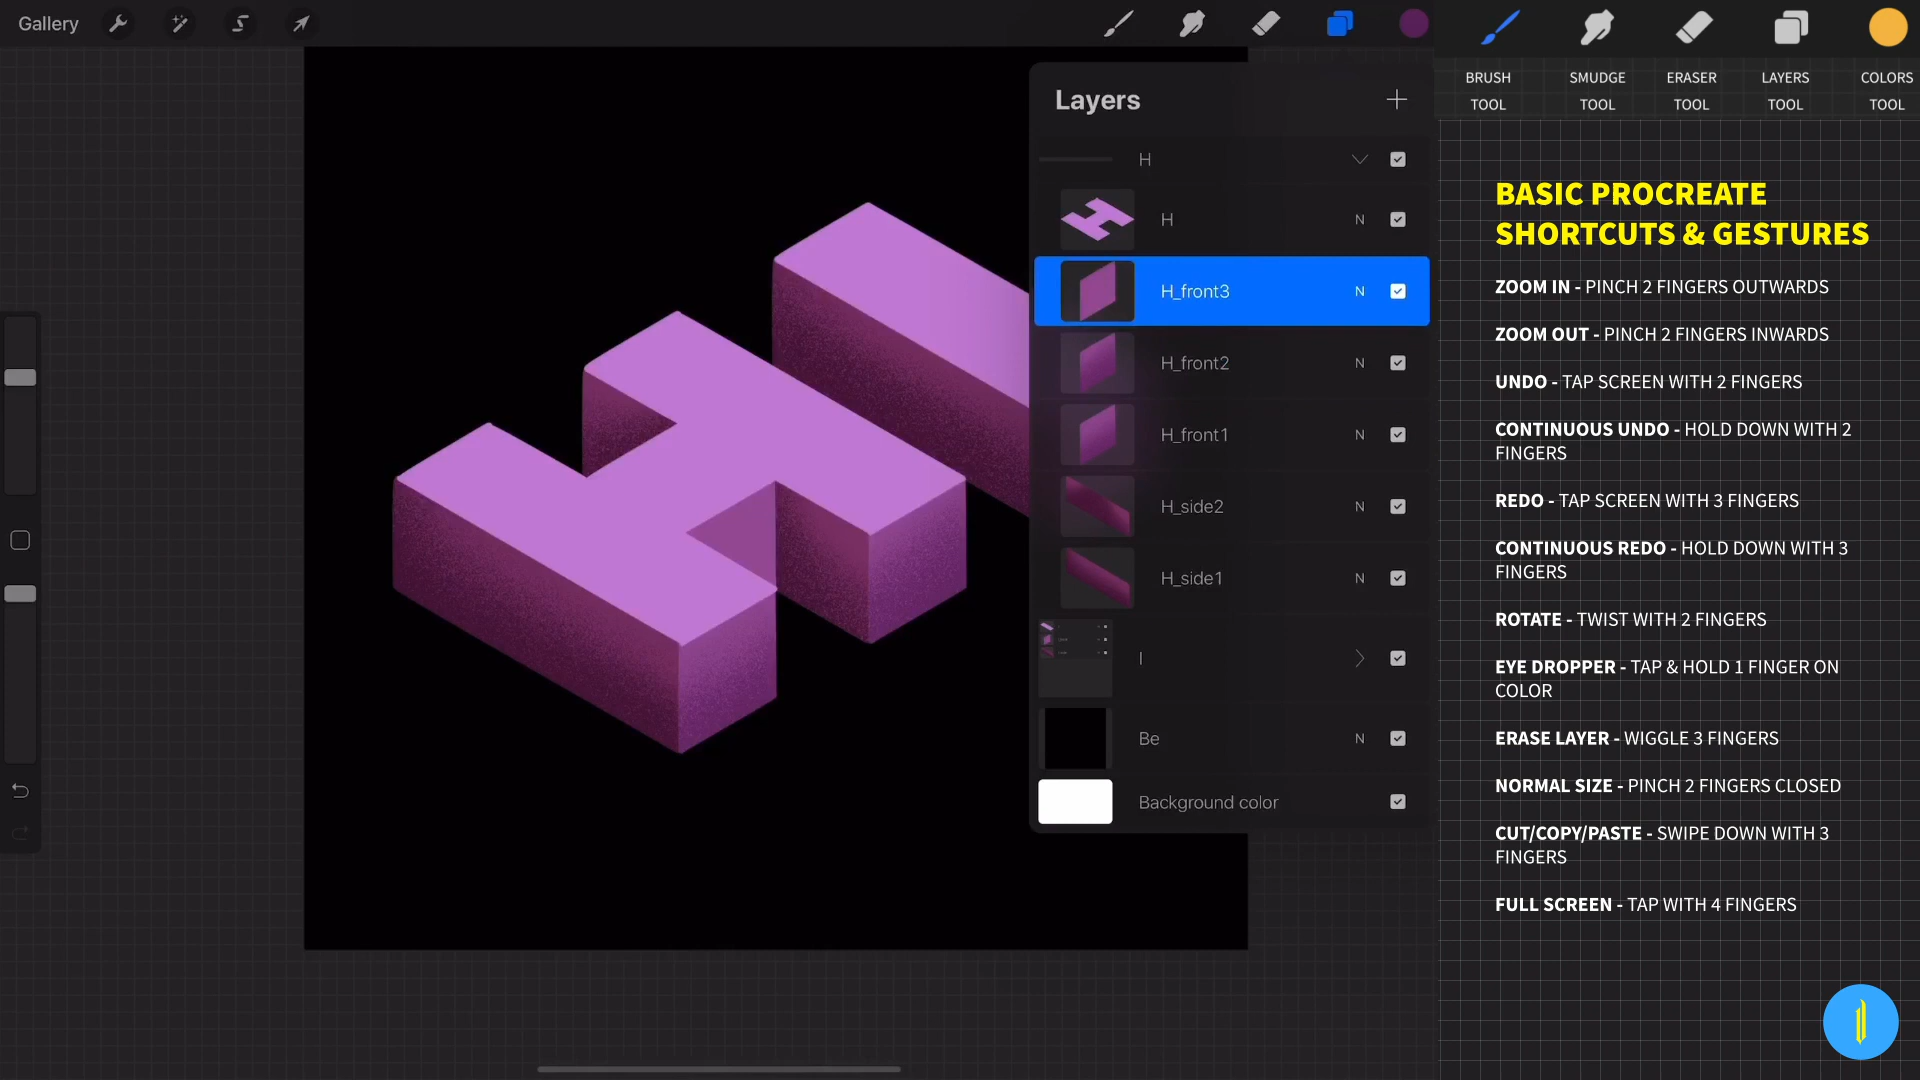 Gallery
Layers
H
H N
H_front3 N
H_front2 N
H_front1 N
H_side2 N
H_side1 N
I
Be N
Background color
BRUSH TOOL
SMUDGE TOOL
ERASER TOOL
LAYERS TOOL
COLORS TOOL
BASIC PROCREATE
SHORTCUTS & GESTURES
ZOOM IN - PINCH 2 FINGERS OUTWARDS
ZOOM OUT - PINCH 2 FINGERS INWARDS
UNDO - TAP SCREEN WITH 2 FINGERS
CONTINUOUS UNDO - HOLD DOWN WITH 2
FINGERS
REDO - TAP SCREEN WITH 3 FINGERS
CONTINUOUS REDO - HOLD DOWN WITH 3
FINGERS
ROTATE - TWIST WITH 2 FINGERS
EYE DROPPER - TAP & HOLD 1 FINGER ON
COLOR
ERASE LAYER - WIGGLE 3 FINGERS
NORMAL SIZE - PINCH 2 FINGERS CLOSED
CUT/COPY/PASTE - SWIPE DOWN WITH 3
FINGERS
FULL SCREEN - TAP WITH 4 FINGERS